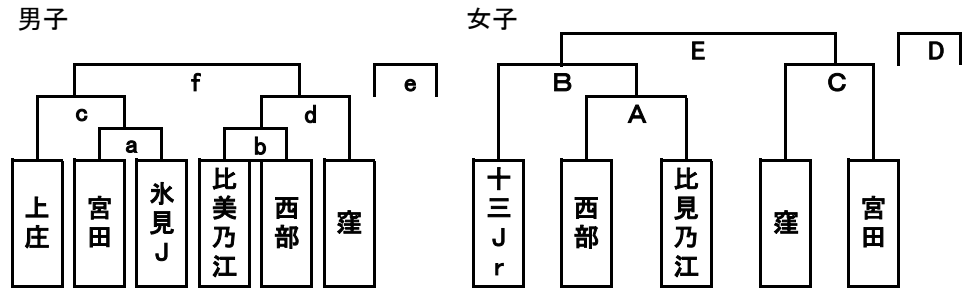 男子 女子
E D
f e B C
c d A
a b
上庄
宮田
氷見J
比美乃江
西部
窪
十三Jr
西部
比見乃江
窪
宮田